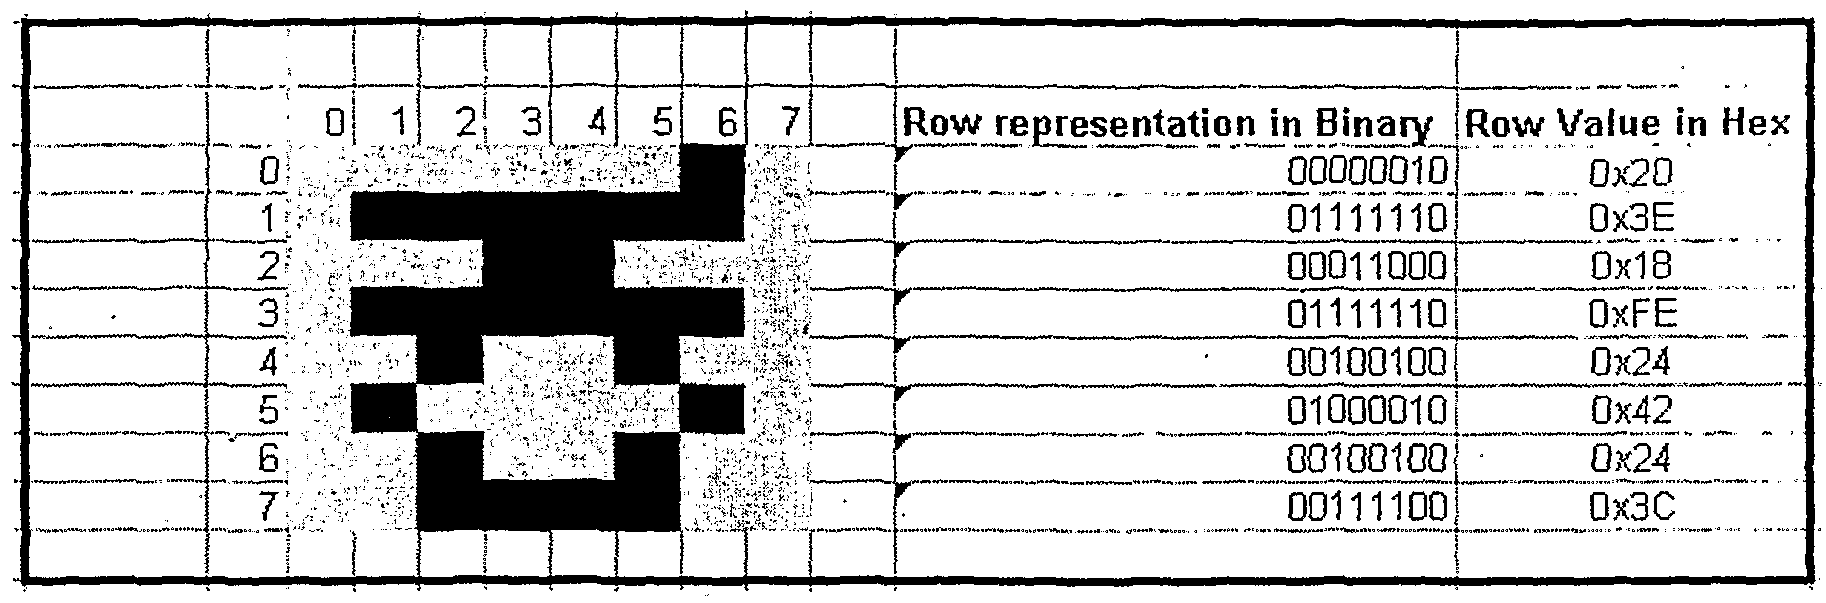 0 1 2 3 4 5 6 7 Row representation in Binary Row Value in Hex
0 00000010 0x20
1 01111110 0x3E
2 00011000 0x18
3 01111110 0xFE
4 00100100 0x24
5 01000010 0x42
6 00100100 0x24
7 00111100 0x3C